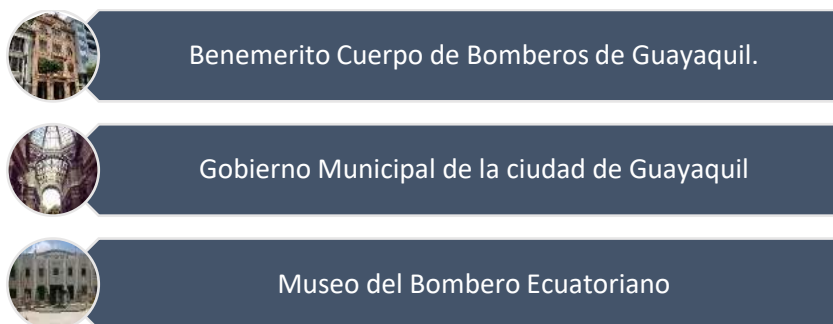 Benemerito Cuerpo de Bomberos de Guayaquil.
Gobierno Municipal de la ciudad de Guayaquil
Museo del Bombero Ecuatoriano